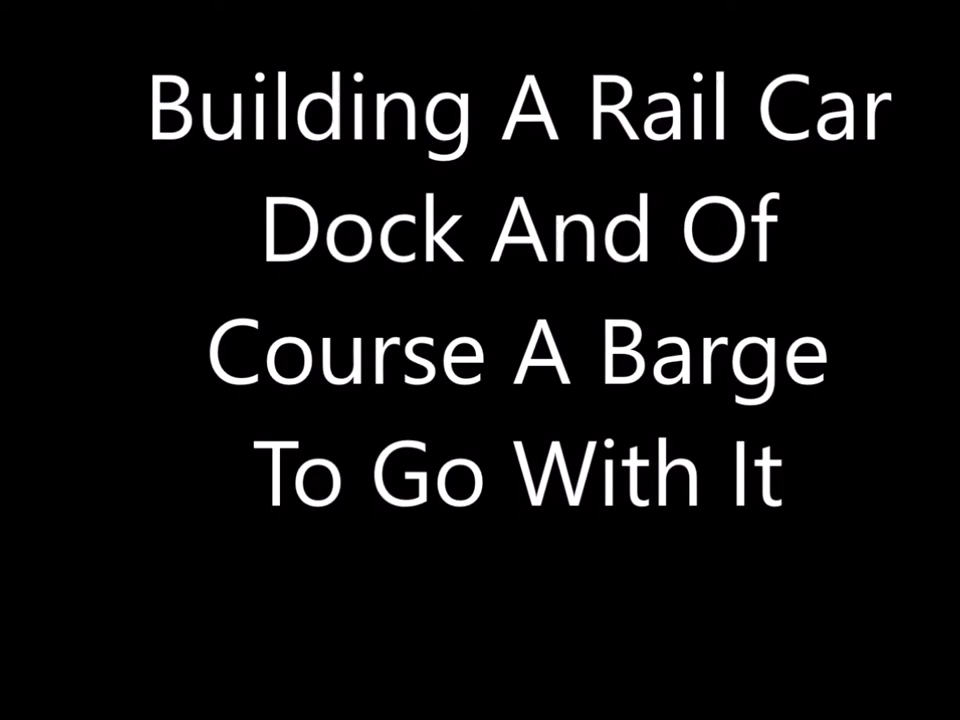 Building A Rail Car
Dock And Of
Course A Barge
To Go With It